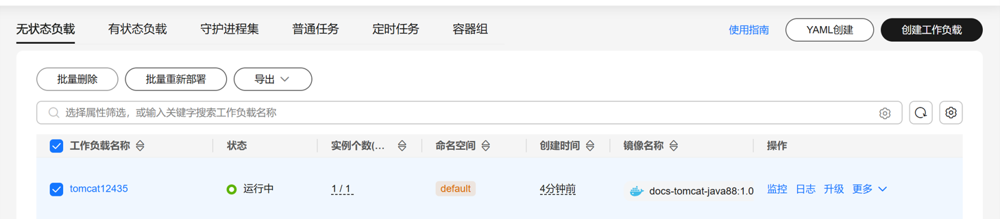 无状态负载 有状态负载 守护进程集 普通任务 定时任务 容器组 使用指南 YAML创建 创建工作负载
批量删除 批量重新部署 导出
选择属性筛选，或输入关键字搜索工作负载名称
工作负载名称 状态 实例个数(... 命名空间 创建时间 镜像名称 操作
tomcat12435 运行中 1 / 1 default 4分钟前 docs-tomcat-java88:1.0 监控 日志 升级 更多